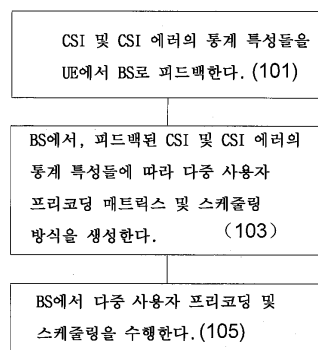 CSI 및 CSI 에러의 통계 특성들을
UE에서 BS로 피드백한다. (101)
BS에서, 피드백된 CSI 및 CSI 에러의
통계 특성들에 따라 다중 사용자
프리코딩 매트릭스 및 스케줄링
방식을 생성한다. (103)
BS에서 다중 사용자 프리코딩 및
스케줄링을 수행한다. (105)